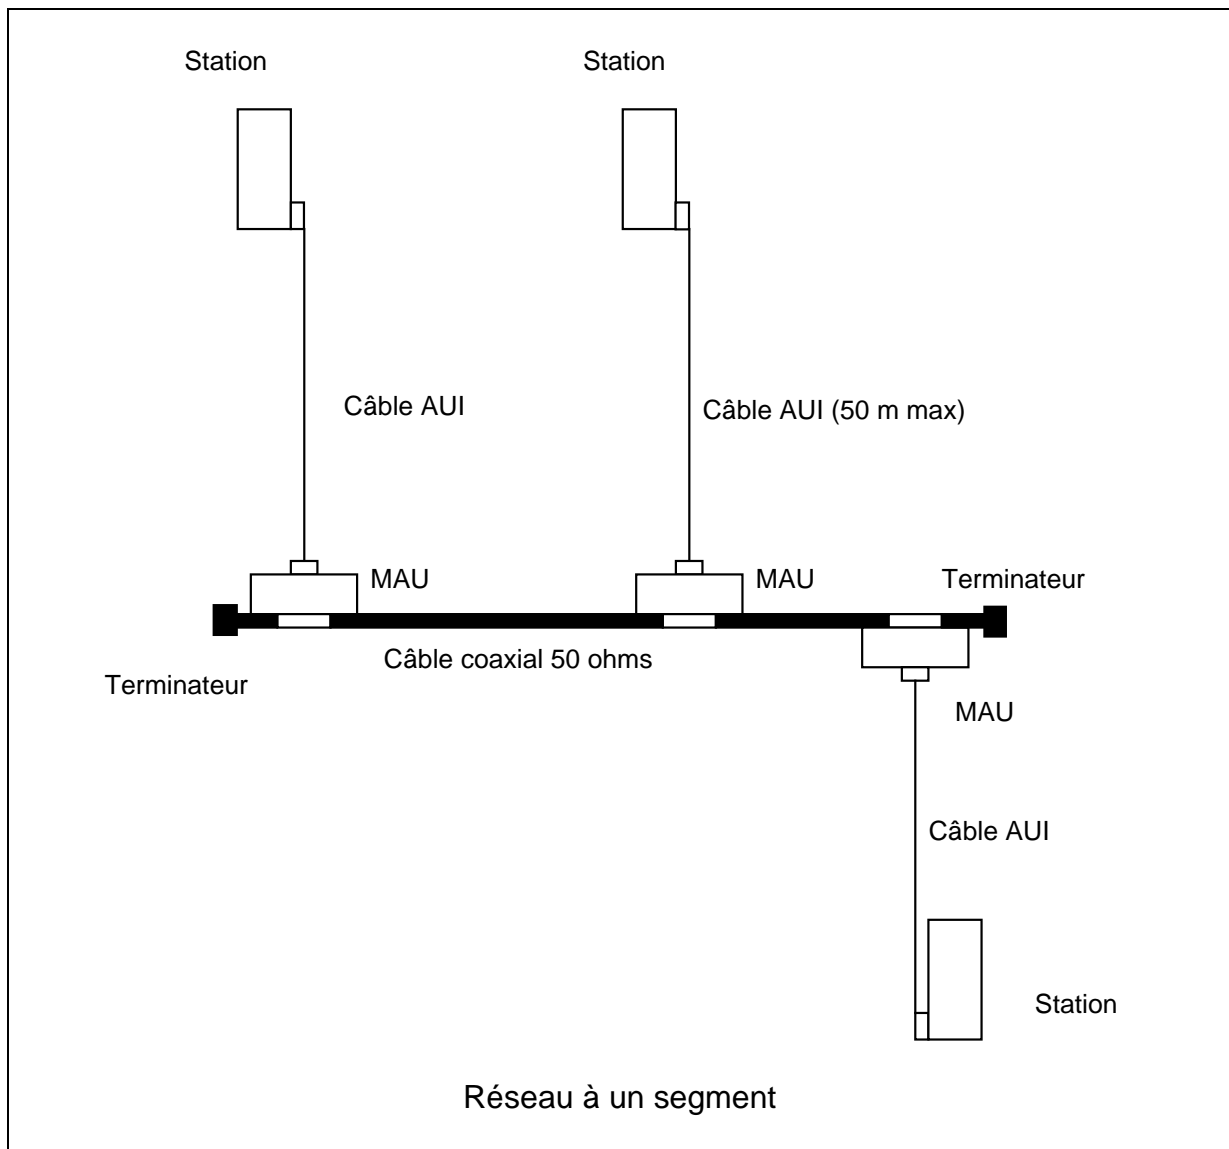 Station
Station
Câble AUI
Câble AUI (50 m max)
MAU
MAU
Terminateur
Câble coaxial 50 ohms
Terminateur
MAU
Câble AUI
Station
Réseau à un segment